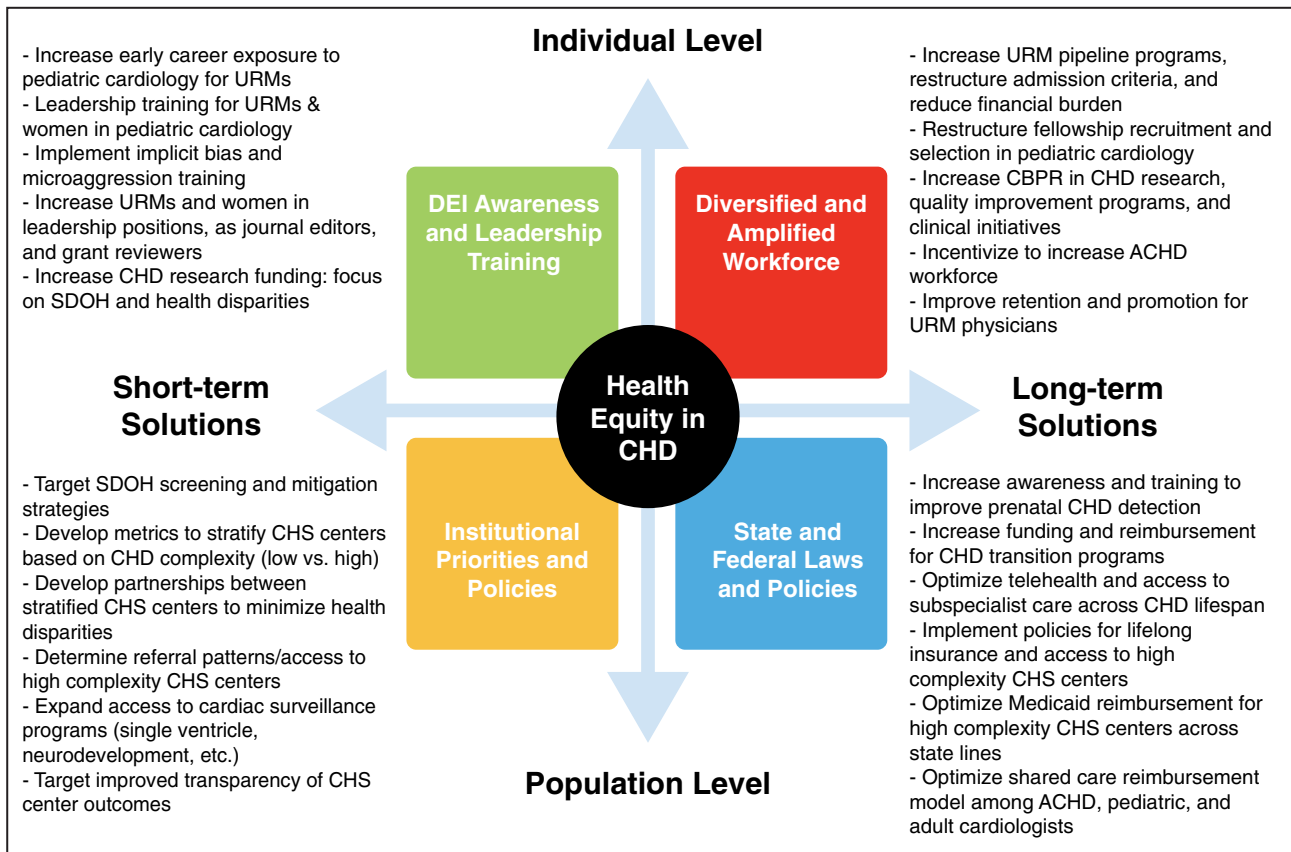 Individual Level
- Increase early career exposure to
pediatric cardiology for URMs
- Leadership training for URMs &
women in pediatric cardiology
- Implement implicit bias and
microaggression training
- Increase URMs and women in
leadership positions, as journal editors,
and grant reviewers
- Increase CHD research funding: focus
on SDOH and health disparities
DEI Awareness
and Leadership
Training
Diversified and
Amplified
Workforce
- Increase URM pipeline programs,
restructure admission criteria, and
reduce financial burden
- Restructure fellowship recruitment and
selection in pediatric cardiology
- Increase CBPR in CHD research,
quality improvement programs, and
clinical initiatives
- Incentivize to increase ACHD
workforce
- Improve retention and promotion for
URM physicians
Short-term
Solutions
Health
Equity in
CHD
Long-term
Solutions
- Target SDOH screening and mitigation
strategies
- Develop metrics to stratify CHS centers
based on CHD complexity (low vs. high)
- Develop partnerships between
stratified CHS centers to minimize health
disparities
- Determine referral patterns/access to
high complexity CHS centers
- Expand access to cardiac surveillance
programs (single ventricle,
neurodevelopment, etc.)
- Target improved transparency of CHS
center outcomes
Institutional
Priorities and
Policies
State and
Federal Laws
and Policies
- Increase awareness and training to
improve prenatal CHD detection
- Increase funding and reimbursement
for CHD transition programs
- Optimize telehealth and access to
subspecialist care across CHD lifespan
- Implement policies for lifelong
insurance and access to high
complexity CHS centers
- Optimize Medicaid reimbursement for
high complexity CHS centers across
state lines
- Optimize shared care reimbursement
model among ACHD, pediatric, and
adult cardiologists
Population Level